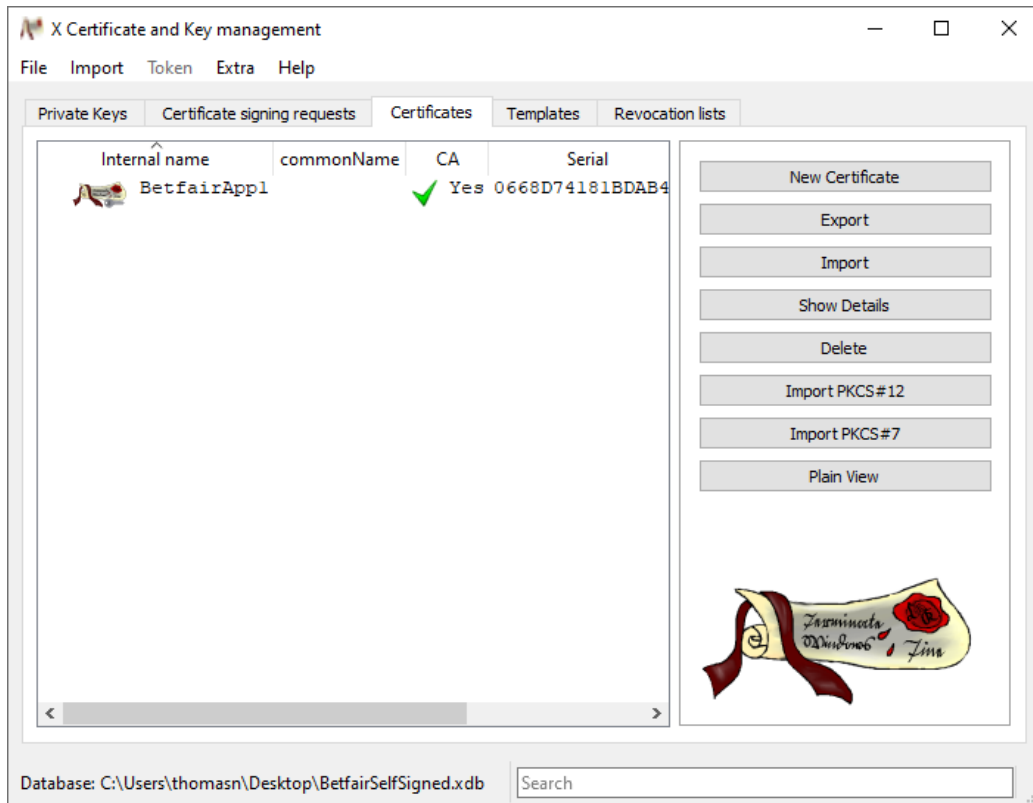 X Certificate and Key management
File Import Token Extra Help
Private Keys Certificate signing requests Certificates Templates Revocation lists
Internal name commonName CA Serial
BetfairApp1 Yes 0668D74181BDAB4
New Certificate
Export
Import
Show Details
Delete
Import PKCS#12
Import PKCS#7
Plain View
Windows
Database: C:\Users\thomasn\Desktop\BetfairSelfSigned.xdb Search